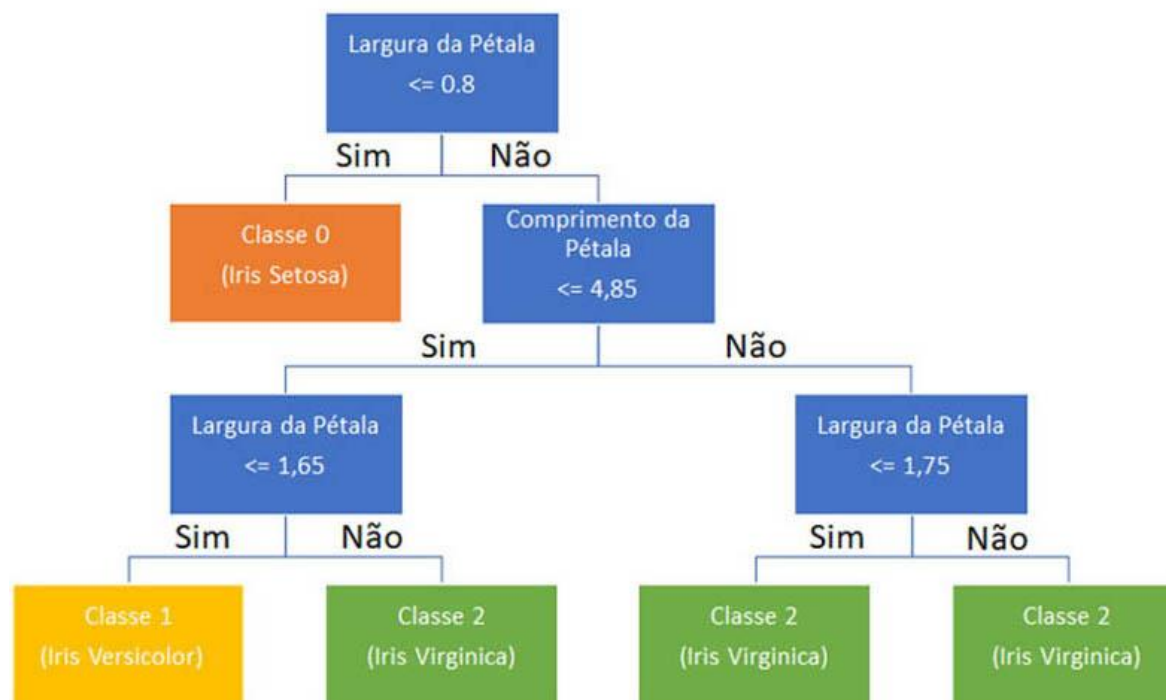 Largura da Pétala
<= 0.8
Sim
Não
Classe 0
(Iris Setosa)
Comprimento da
Pétala
<= 4,85
Sim
Não
Largura da Pétala
<= 1,65
Largura da Pétala
<= 1,75
Sim
Não
Sim
Não
Classe 1
(Iris Versicolor)
Classe 2
(Iris Virginica)
Classe 2
(Iris Virginica)
Classe 2
(Iris Virginica)